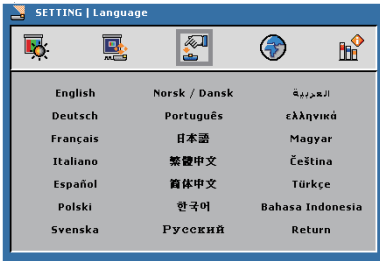 SETTING | Language
English Norsk / Dansk العربية
Deutsch Português ελληνικά
Français 日本語 Magyar
Italiano 繁體中文 Čeština
Español 简体中文 Türkçe
Polski 한국어 Bahasa Indonesia
Svenska Русский Return